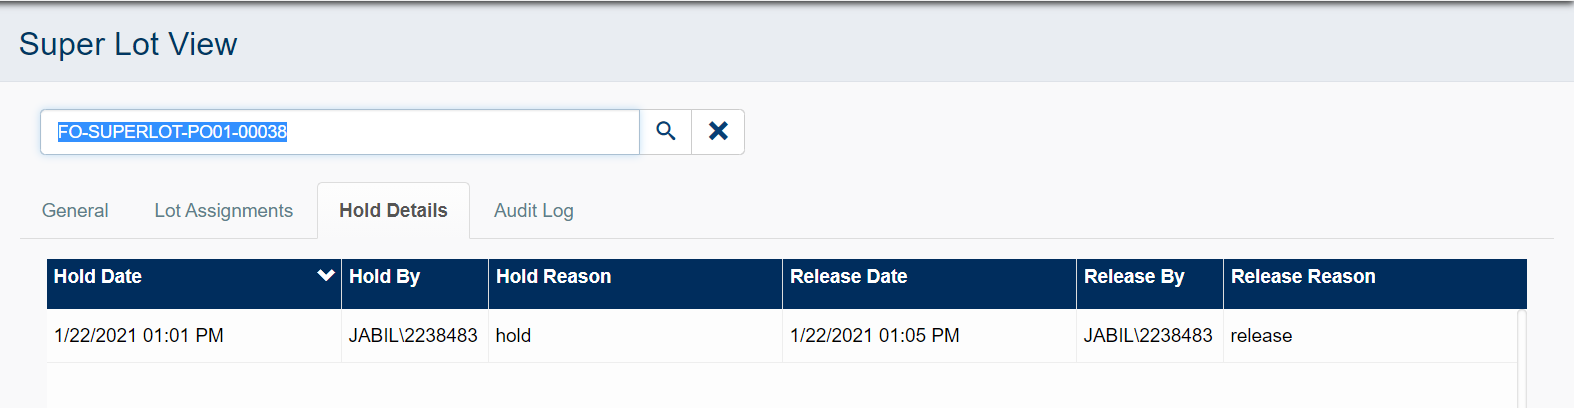 Super Lot View
FO-SUPERLOT-PO01-00038
General Lot Assignments Hold Details Audit Log
Hold Date Hold By Hold Reason Release Date Release By Release Reason
1/22/2021 01:01 PM JABIL\2238483 hold 1/22/2021 01:05 PM JABIL\2238483 release